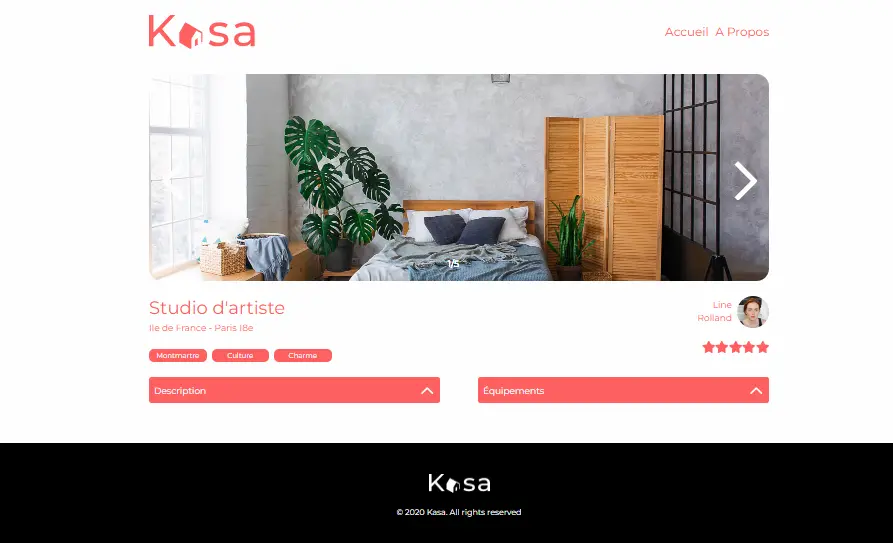 Kasa
Accueil A Propos
1/5
Studio d'artiste
Ile de France - Paris 18e
Line
Rolland
Montmartre Culture Charme
Description
Équipements
Kasa
© 2020 Kasa. All rights reserved